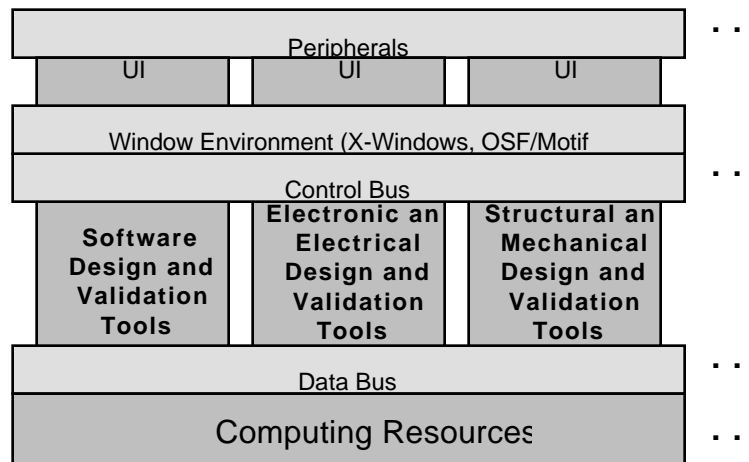 Peripherals
UI UI UI
Window Environment (X-Windows, OSF/Motif
Control Bus
Software
Design and
Validation
Tools
Electronic an
Electrical
Design and
Validation
Tools
Structural an
Mechanical
Design and
Validation
Tools
Data Bus
Computing Resources